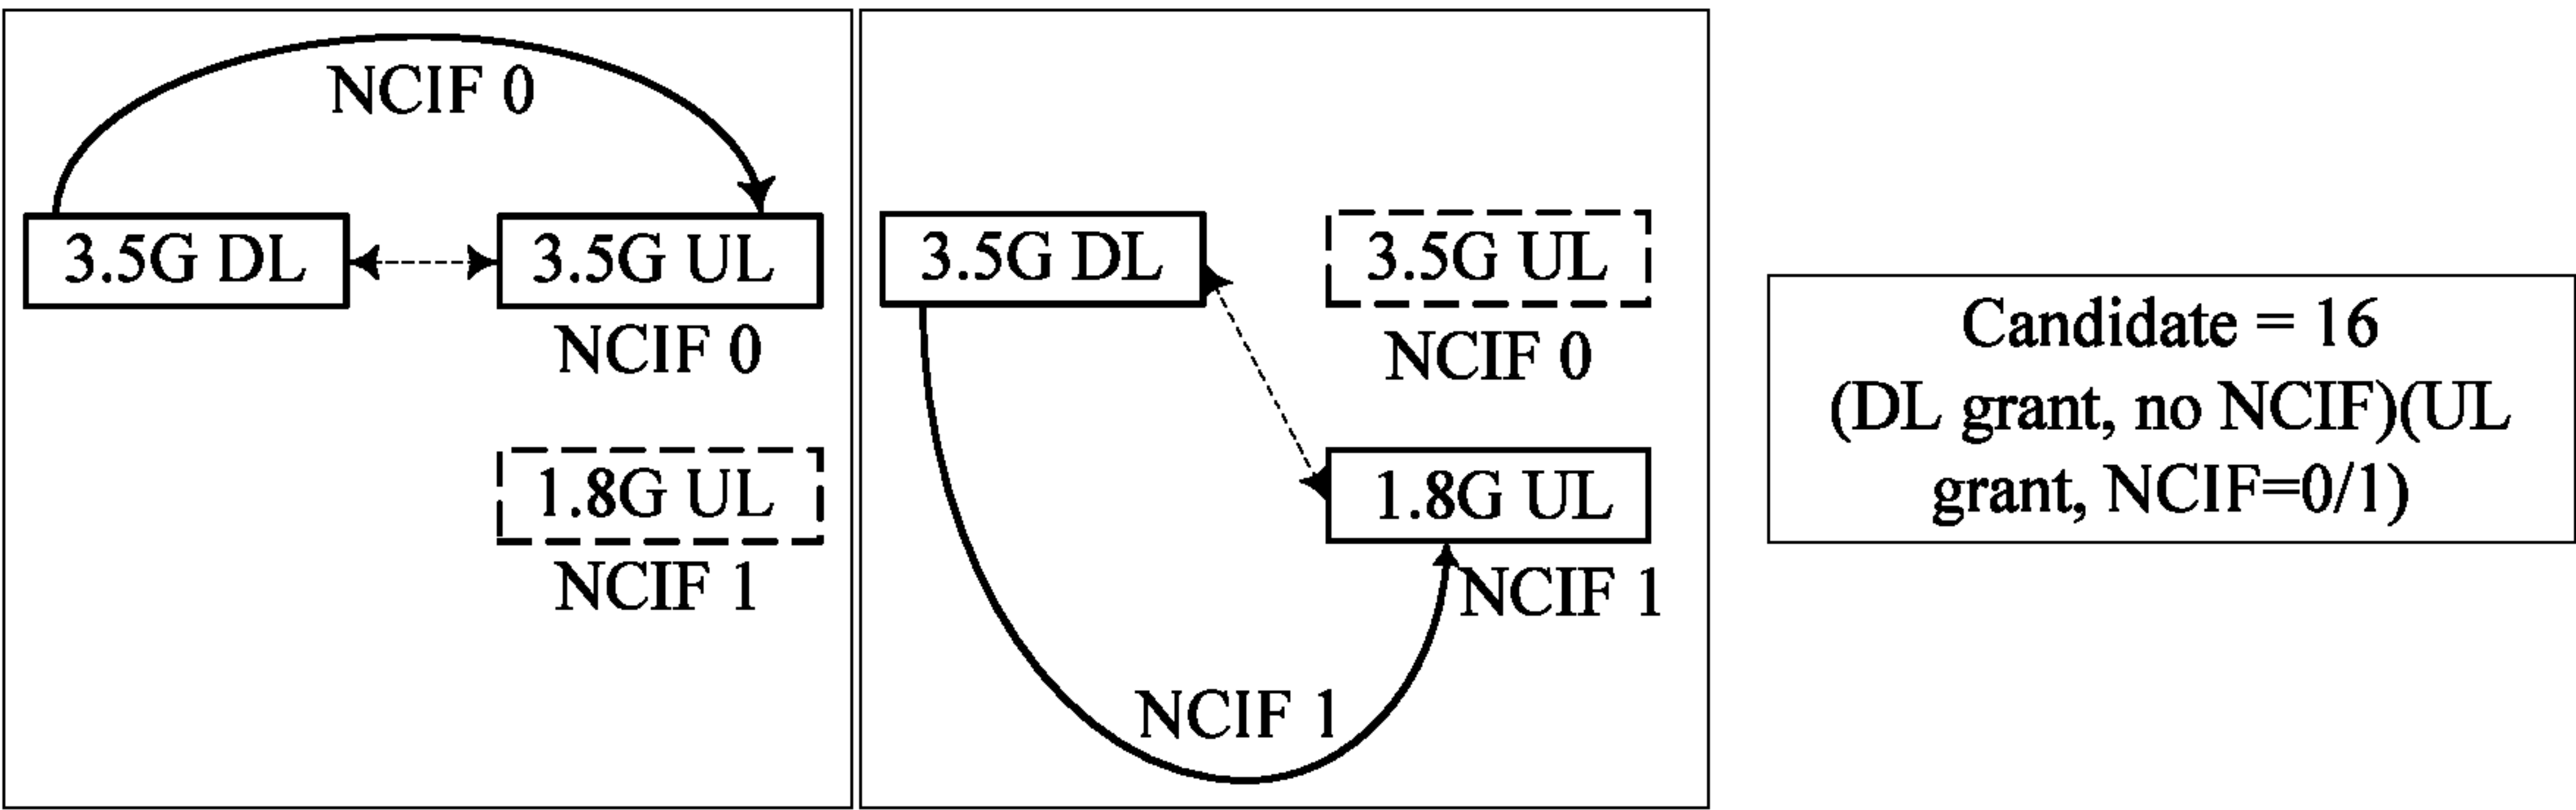 NCIF 0
3.5G DL
3.5G UL
NCIF 0
1.8G UL
NCIF 1
3.5G DL
3.5G UL
NCIF 0
1.8G UL
NCIF 1
NCIF 1
Candidate = 16
(DL grant, no NCIF)(UL
grant, NCIF=0/1)